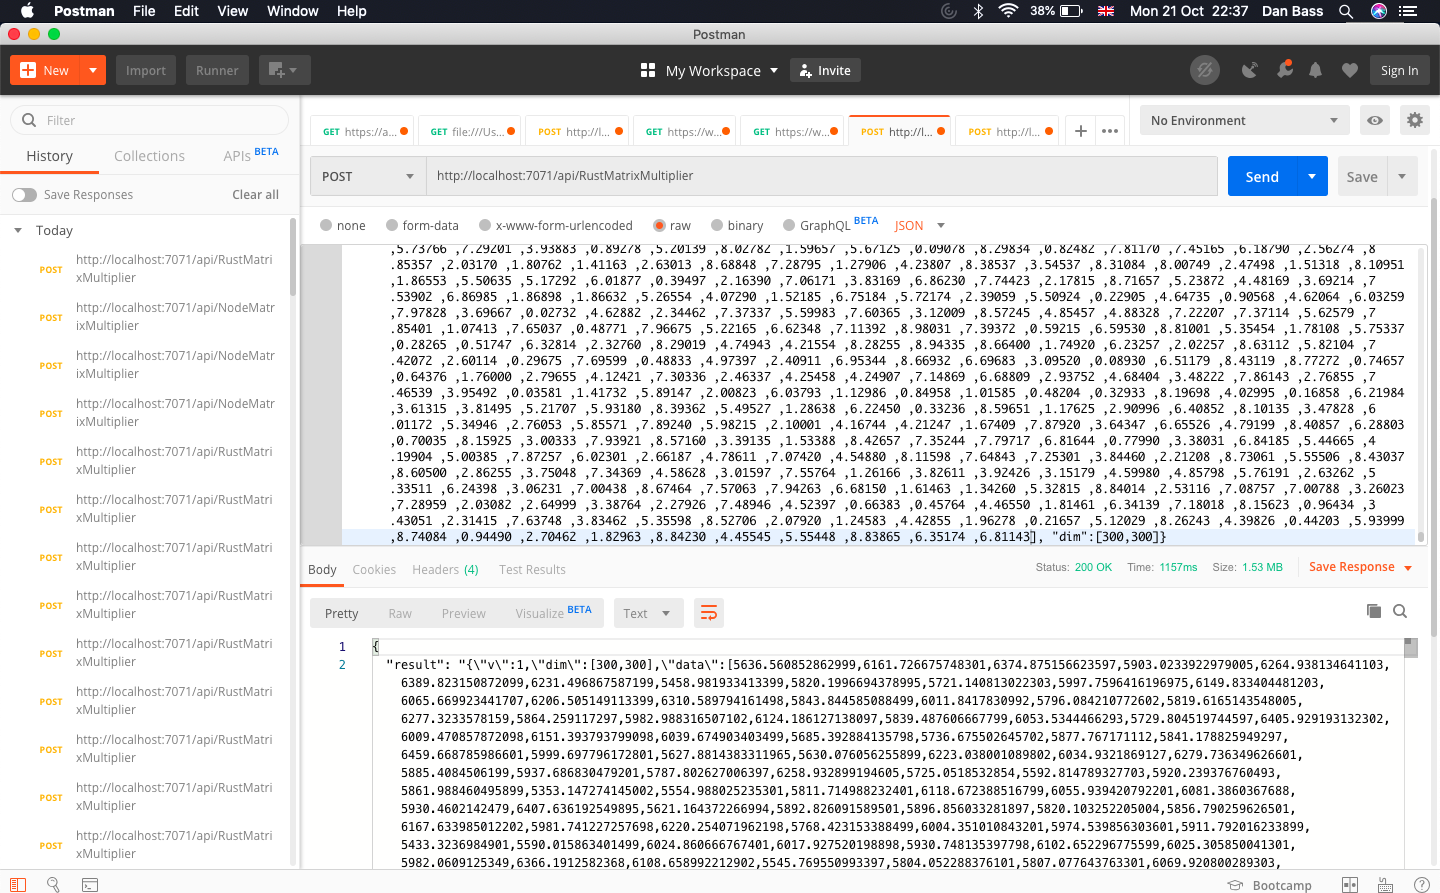 Postman File Edit View Window Help 38% Mon 21 Oct 22:37 Dan Bass
Postman
New Import Runner My Workspace Invite Sign In
Filter
History Collections APIs BETA
Save Responses Clear all
Today
POST http://localhost:7071/api/RustMatri
xMultiplier
POST http://localhost:7071/api/NodeMatr
ixMultiplier
POST http://localhost:7071/api/NodeMatr
ixMultiplier
POST http://localhost:7071/api/NodeMatr
ixMultiplier
POST http://localhost:7071/api/RustMatri
xMultiplier
POST http://localhost:7071/api/RustMatri
xMultiplier
POST http://localhost:7071/api/RustMatri
xMultiplier
POST http://localhost:7071/api/RustMatri
xMultiplier
POST http://localhost:7071/api/RustMatri
xMultiplier
POST http://localhost:7071/api/RustMatri
xMultiplier
POST http://localhost:7071/api/RustMatri
xMultiplier
POST http://localhost:7071/api/RustMatri
xMultiplier
POST http://localhost:7071/api/RustMatri
xMultiplier
GET https://a... GET file:///Us... POST http://l... GET https://w... GET https://w... POST http://l... POST http://l...
No Environment
POST http://localhost:7071/api/RustMatrixMultiplier Send Save
none form-data x-www-form-urlencoded raw binary GraphQL BETA JSON
,5.73766 ,7.29201 ,3.93883 ,0.89278 ,5.20139 ,8.02782 ,1.59657 ,5.67125 ,0.09078 ,8.29834 ,0.82482 ,7.81170 ,7.45165 ,6.18790 ,2.56274 ,8
.85357 ,2.03170 ,1.80762 ,1.41163 ,2.63013 ,8.68848 ,7.28795 ,1.27906 ,4.23807 ,8.38537 ,3.54537 ,8.31084 ,8.00749 ,2.47498 ,1.51318 ,8.10951
,1.86553 ,5.50635 ,5.17292 ,6.01877 ,0.39497 ,2.16390 ,7.06171 ,3.83169 ,6.86230 ,7.74423 ,2.17815 ,8.71657 ,5.23872 ,4.48169 ,3.69214 ,7
.53902 ,6.86985 ,1.86898 ,1.86632 ,5.26554 ,4.07290 ,1.52185 ,6.75184 ,5.72174 ,2.39059 ,5.50924 ,0.22905 ,4.64735 ,0.90568 ,4.62064 ,6.03259
,7.97828 ,3.69667 ,0.02732 ,4.62882 ,2.34462 ,7.37337 ,5.59983 ,7.60365 ,3.12009 ,8.57245 ,4.85457 ,4.88328 ,7.22207 ,7.37114 ,5.62579 ,7
.85401 ,1.07413 ,7.65037 ,0.48771 ,7.96675 ,5.22165 ,6.62348 ,7.11392 ,8.98031 ,7.39372 ,0.59215 ,6.59530 ,8.81001 ,5.35454 ,1.78108 ,5.75337
,0.28265 ,0.51747 ,6.32814 ,2.32760 ,8.29019 ,4.74943 ,4.21554 ,8.28255 ,8.94335 ,8.66400 ,1.74920 ,6.23257 ,2.02257 ,8.63112 ,5.82104 ,7
.42072 ,2.60114 ,0.29675 ,7.69599 ,0.48833 ,4.97397 ,2.40911 ,6.95344 ,8.66932 ,6.69683 ,3.09520 ,0.08930 ,6.51179 ,8.43119 ,8.77272 ,0.74657
,0.64376 ,1.76000 ,2.79655 ,4.12421 ,7.30336 ,2.46337 ,4.25458 ,4.24907 ,7.14869 ,6.68809 ,2.93752 ,4.68404 ,3.48222 ,7.86143 ,2.76855 ,7
.46539 ,3.95492 ,0.03581 ,1.41732 ,5.89147 ,2.00823 ,6.03793 ,1.12986 ,0.84958 ,1.01585 ,0.48204 ,0.32933 ,8.19698 ,4.02995 ,0.16858 ,6.21984
,3.61315 ,3.81495 ,5.21707 ,5.93180 ,8.39362 ,5.49527 ,1.28638 ,6.22450 ,0.33236 ,8.59651 ,1.17625 ,2.90996 ,6.40852 ,8.10135 ,3.47828 ,6
.01172 ,5.34946 ,2.76053 ,5.85571 ,7.89240 ,5.98215 ,2.10001 ,4.16744 ,4.21247 ,1.67409 ,7.87920 ,3.64347 ,6.65526 ,4.79199 ,8.40857 ,6.28803
,0.70035 ,8.15925 ,3.00333 ,7.93921 ,8.57160 ,3.39135 ,1.53388 ,8.42657 ,7.35244 ,7.79717 ,6.81644 ,0.77990 ,3.38031 ,6.84185 ,5.44665 ,4
.19904 ,5.00385 ,7.87257 ,6.02301 ,2.66187 ,4.78611 ,7.07420 ,4.54880 ,8.11598 ,7.64843 ,7.25301 ,3.84460 ,2.21208 ,8.73061 ,5.55506 ,8.43037
,8.60500 ,2.86255 ,3.75048 ,7.34369 ,4.58628 ,3.01597 ,7.55764 ,1.26166 ,3.82611 ,3.92426 ,3.15179 ,4.59980 ,4.85798 ,5.76191 ,2.63262 ,5
.33511 ,6.24398 ,3.06231 ,7.00438 ,8.67464 ,7.57063 ,7.94263 ,6.68150 ,1.61463 ,1.34260 ,5.32815 ,8.84014 ,2.53116 ,7.08757 ,7.00788 ,3.26023
,7.28959 ,2.03082 ,2.64999 ,3.38764 ,2.27926 ,7.48946 ,4.52397 ,0.66383 ,0.45764 ,4.46550 ,1.81461 ,6.34139 ,7.18018 ,8.15623 ,0.96434 ,3
.43051 ,2.31415 ,7.63748 ,3.83462 ,5.35598 ,8.52706 ,2.07920 ,1.24583 ,4.42855 ,1.96278 ,0.21657 ,5.12029 ,8.26243 ,4.39826 ,0.44203 ,5.93999
,8.74084 ,0.94490 ,2.70462 ,1.82963 ,8.84230 ,4.45545 ,5.55448 ,8.83865 ,6.35174 ,6.81143], "dim":[300,300]}
Body Cookies Headers (4) Test Results Status: 200 OK Time: 1157ms Size: 1.53 MB Save Response
Pretty Raw Preview Visualize BETA Text
1 {
2 "result": "{\"v\":1,\"dim\":[300,300],\"data\":[5636.560852862999,6161.726675748301,6374.875156623597,5903.0233922979005,6264.938134641103,
6389.823150872099,6231.496867587199,5458.981933413399,5820.1996694378995,5721.140813022303,5997.7596416196975,6149.833404481203,
6065.669923441707,6206.505149113399,6310.589794161498,5843.844585088499,6011.8417830992,5796.084210772602,5819.6165143548005,
6277.3233578159,5864.259117297,5982.988316507102,6124.186127138097,5839.487606667799,6053.5344466293,5729.804519744597,6405.929193132302,
6009.470857872098,6151.393793799098,6039.674903403499,5685.392884135798,5736.675502645702,5877.767171112,5841.178825949297,
6459.668785986601,5999.697796172801,5627.8814383311965,5630.076056255899,6223.038001089802,6034.9321869127,6279.736349626601,
5885.4084506199,5937.686830479201,5787.802627006397,6258.932899194605,5725.0518532854,5592.814789327703,5920.239376760493,
5861.988460495899,5353.147274145002,5554.988025235301,5811.714988232401,6118.672388516799,6055.939420792201,6081.3860367688,
5930.4602142479,6407.636192549895,5621.164372266994,5892.826091589501,5896.856033281897,5820.103252205004,5856.790259626501,
6167.633985012202,5981.741227257698,6220.254071962198,5768.423153388499,6004.351010843201,5974.539856303601,5911.792016233899,
5433.3236984901,5590.015863401499,6024.860666767401,6017.927520198898,5930.748135397798,6102.652296775599,6025.305850041301,
5982.0609125349,6366.1912582368,6108.658992212902,5545.769550993397,5804.052288376101,5807.077643763301,6069.920800289303,
Bootcamp